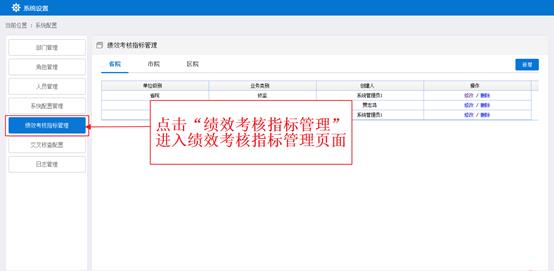 系统设置
当前位置 : 系统配置
部门管理
角色管理
人员管理
系统配置管理
绩效考核指标管理
交叉核查配置
日志管理
绩效考核指标管理
省院 市院 区院
新增
单位级别 业务类别 创建人 操作
省院 侦监 系统管理员1 修改 / 删除
贾志鸿 修改 / 删除
系统管理员1 修改 / 删除
点击“绩效考核指标管理”
进入绩效考核指标管理页面